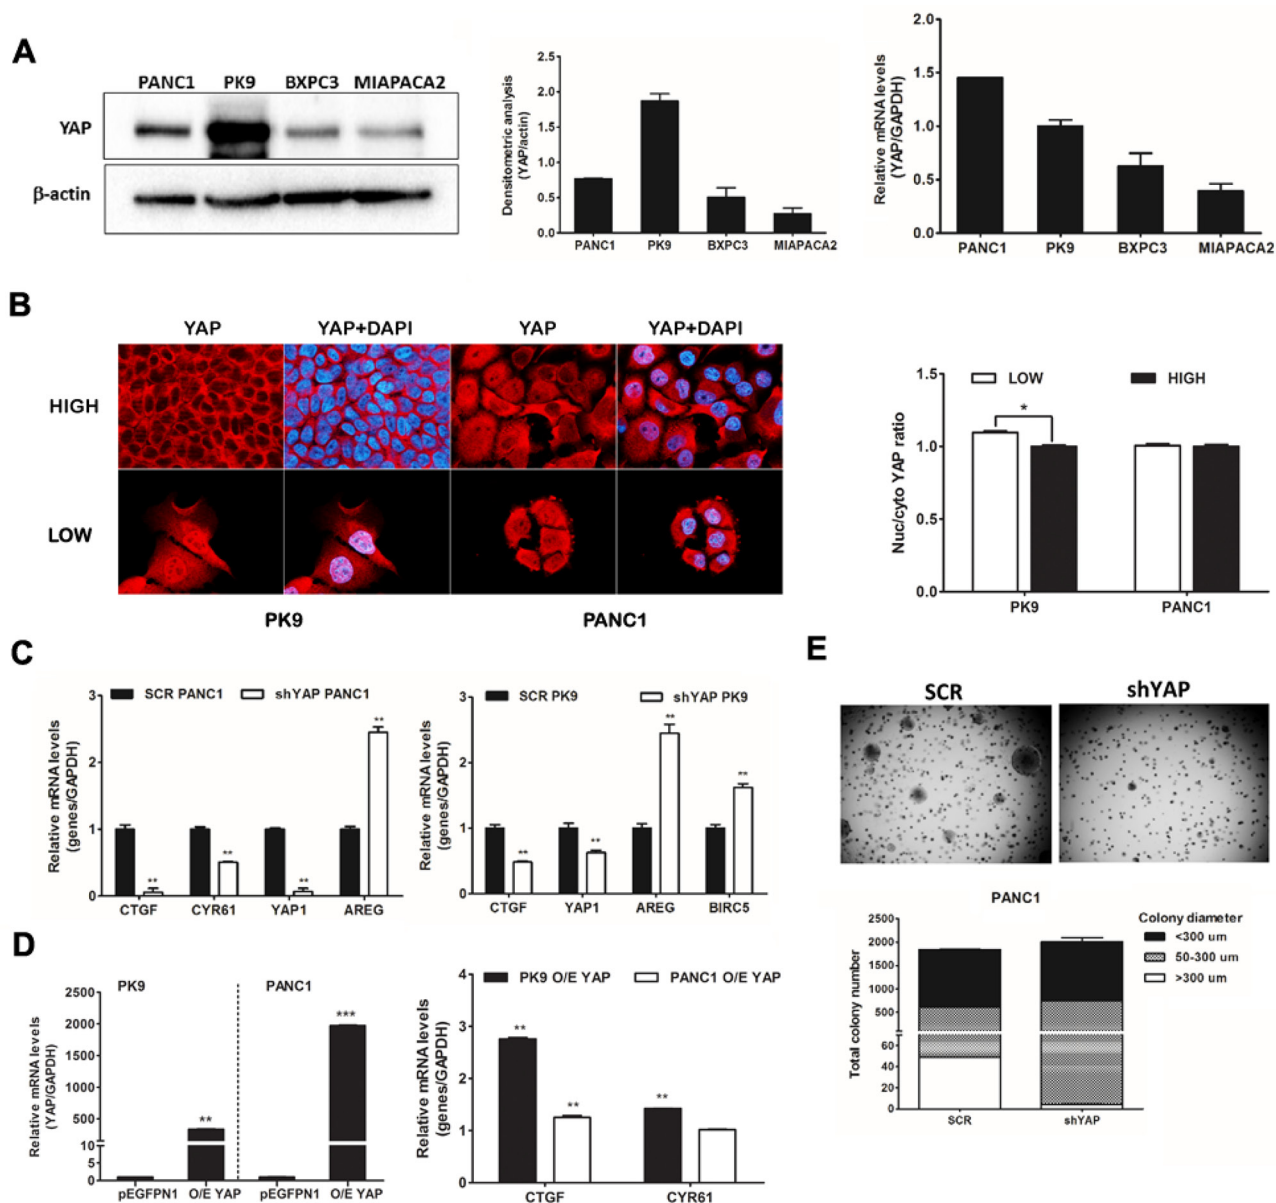 A
PANC1 PK9 BXPC3 MIAPACA2
YAP
β-actin
Densitometric analysis
(YAP/actin)
2.5
2.0
1.5
1.0
0.5
0.0
PANC1 PK9 BXPC3 MIAPACA2
Relative mRNA levels
(YAP/GAPDH)
2.0
1.5
1.0
0.5
0.0
PANC1 PK9 BXPC3 MIAPACA2
B
YAP YAP+DAPI YAP YAP+DAPI
HIGH
LOW
PK9 PANC1
Nuc/cyto YAP ratio
1.5
1.0
0.5
0.0
LOW HIGH
*
PK9 PANC1
C
SCR PANC1 shYAP PANC1
Relative mRNA levels
(genes/GAPDH)
3
2
1
0
** ** ** **
CTGF CYR61 YAP1 AREG
SCR PK9 shYAP PK9
Relative mRNA levels
(genes/GAPDH)
3
2
1
0
** ** ** **
CTGF YAP1 AREG BIRC5
D
PK9 PANC1
Relative mRNA levels
(YAP/GAPDH)
2500
2000
1500
1000
500
10
5
0
** ***
pEGFPN1 O/E YAP pEGFPN1 O/E YAP
PK9 O/E YAP PANC1 O/E YAP
Relative mRNA levels
(genes/GAPDH)
4
3
2
1
0
** ** **
CTGF CYR61
E
SCR shYAP
PANC1
Total colony number
2500
2000
1500
1000
500
60
40
20
0
SCR shYAP
Colony diameter
<300 um
50-300 um
>300 um